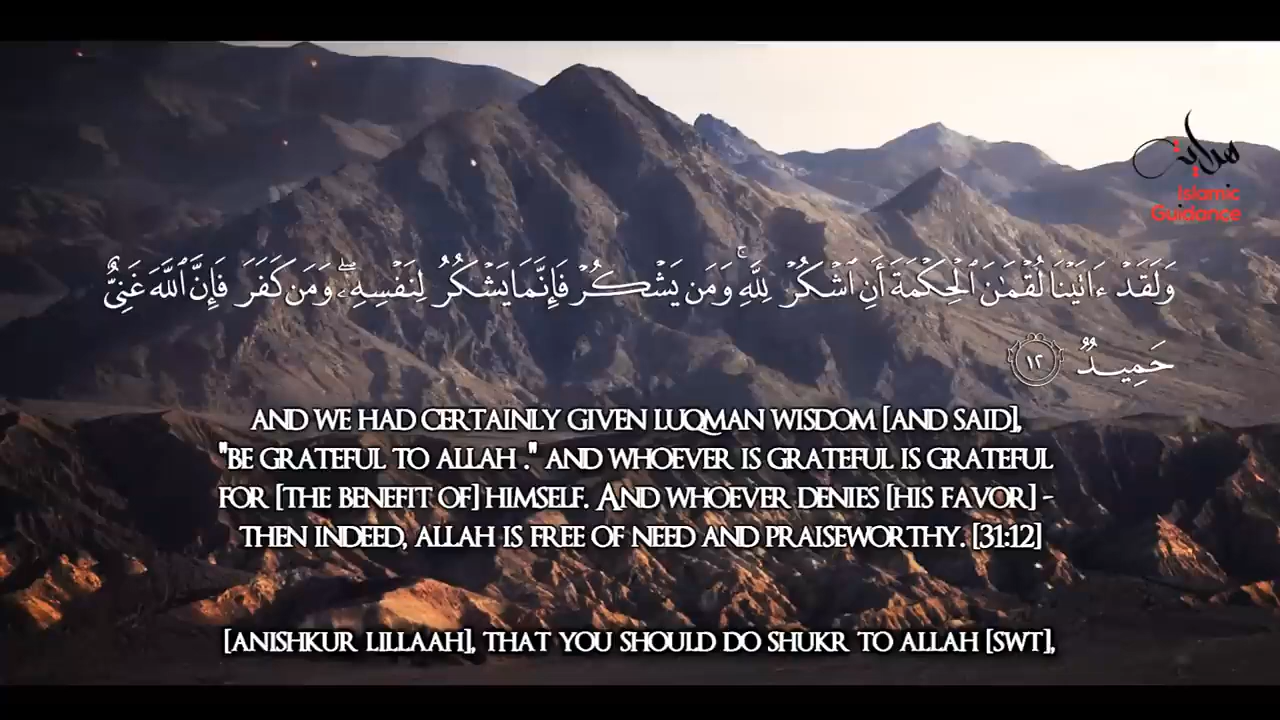 هداية
Islamic
Guidance
وَلَقَدْ ءَاتَيْنَا لُقْمَـٰنَ ٱلْحِكْمَةَ أَنِ ٱشْكُرْ لِلَّهِ ۚ وَمَن يَشْكُرْ فَإِنَّمَا يَشْكُرُ لِنَفْسِهِۦ ۖ وَمَن كَفَرَ فَإِنَّ ٱللَّهَ غَنِىٌّ
حَمِيدٌ ١٢
AND WE HAD CERTAINLY GIVEN LUQMAN WISDOM [AND SAID],
"BE GRATEFUL TO ALLAH ." AND WHOEVER IS GRATEFUL IS GRATEFUL
FOR [THE BENEFIT OF] HIMSELF. AND WHOEVER DENIES [HIS FAVOR] -
THEN INDEED, ALLAH IS FREE OF NEED AND PRAISEWORTHY. [31:12]
[ANISHKUR LILLAAH], THAT YOU SHOULD DO SHUKR TO ALLAH [SWT],